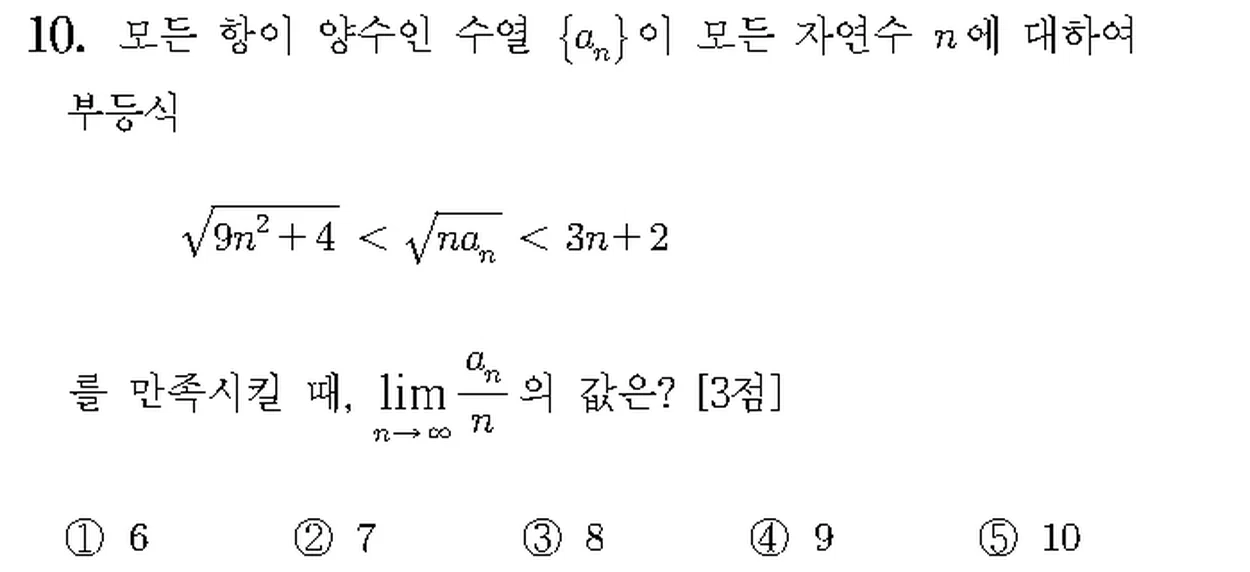 10. 모든 항이 양수인 수열 {aₙ}이 모든 자연수 n에 대하여
부등식
√(9n²+4) < √(naₙ) < 3n+2
를 만족시킬 때, lim_{n→∞} aₙ/n 의 값은? [3점]
① 6 ② 7 ③ 8 ④ 9 ⑤ 10